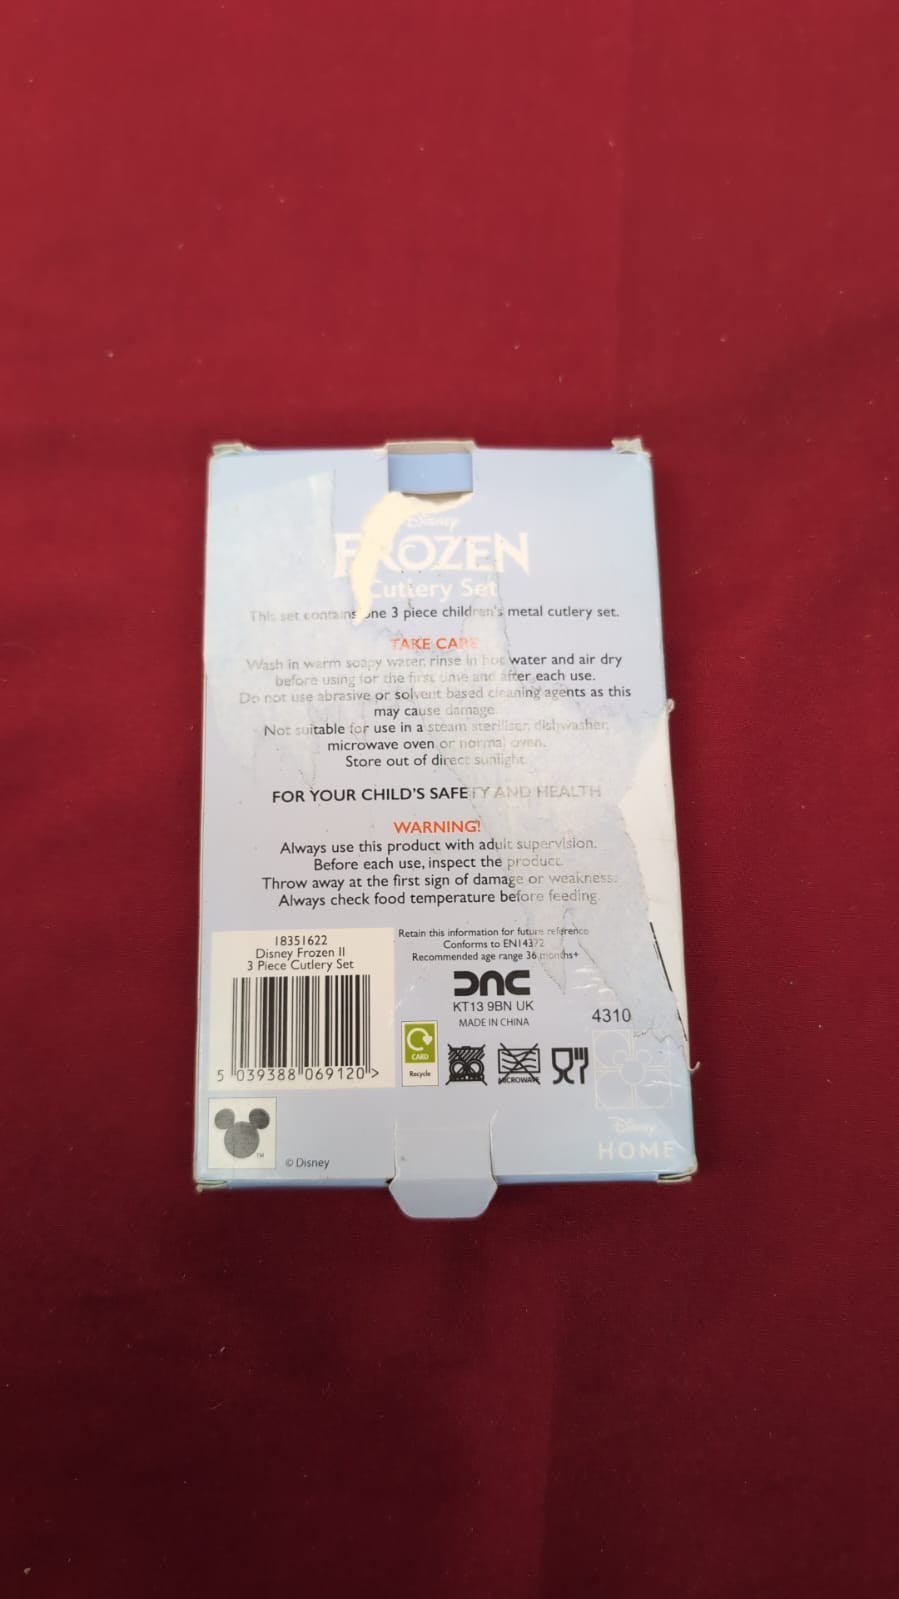 Disney
FROZEN
Cutlery Set
This set contains one 3 piece children's metal cutlery set.
TAKE CARE
Wash in warm soapy water, rinse in hot water and air dry
before using for the first time and after each use.
Do not use abrasive or solvent based cleaning agents as this
may cause damage.
Not suitable for use in a steam steriliser, dishwasher,
microwave oven or normal oven.
Store out of direct sunlight.
FOR YOUR CHILD'S SAFETY AND HEALTH
WARNING!
Always use this product with adult supervision.
Before each use, inspect the product.
Throw away at the first sign of damage or weakness.
Always check food temperature before feeding.
Retain this information for future reference
Conforms to EN14372
Recommended age range 36 months+
18351622
Disney Frozen II
3 Piece Cutlery Set
5 039388 069120 >
DNC
KT13 9BN UK
MADE IN CHINA
4310
CARD
Recycle
MICROWAVE
TM
© Disney
Disney
HOME